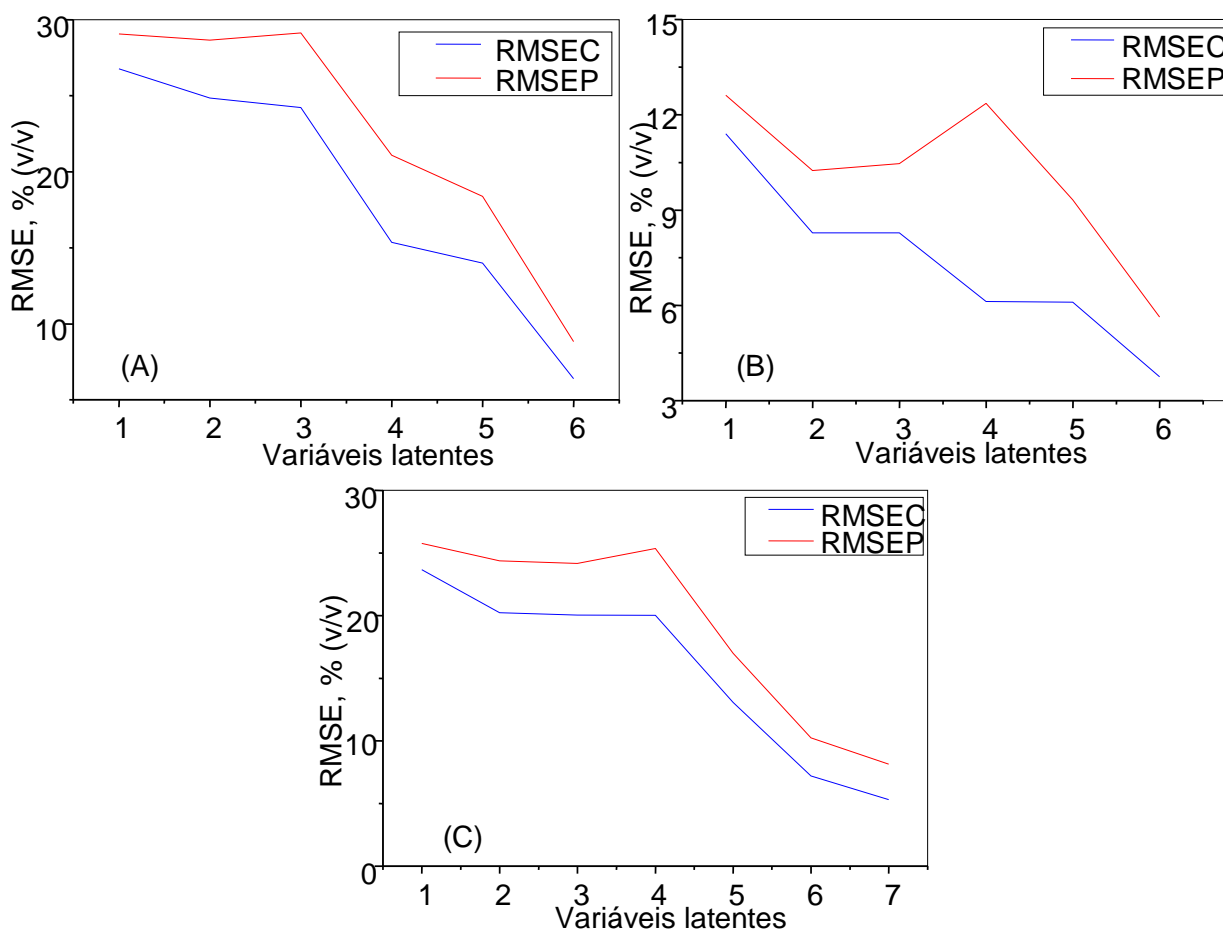 30
20
10
RMSE, % (v/v)
RMSEC
RMSEP
(A)
1 2 3 4 5 6
Variáveis latentes
15
12
9
6
3
RMSE, % (v/v)
RMSEC
RMSEP
(B)
1 2 3 4 5 6
Variáveis latentes
30
20
10
0
RMSE, % (v/v)
RMSEC
RMSEP
(C)
1 2 3 4 5 6 7
Variáveis latentes